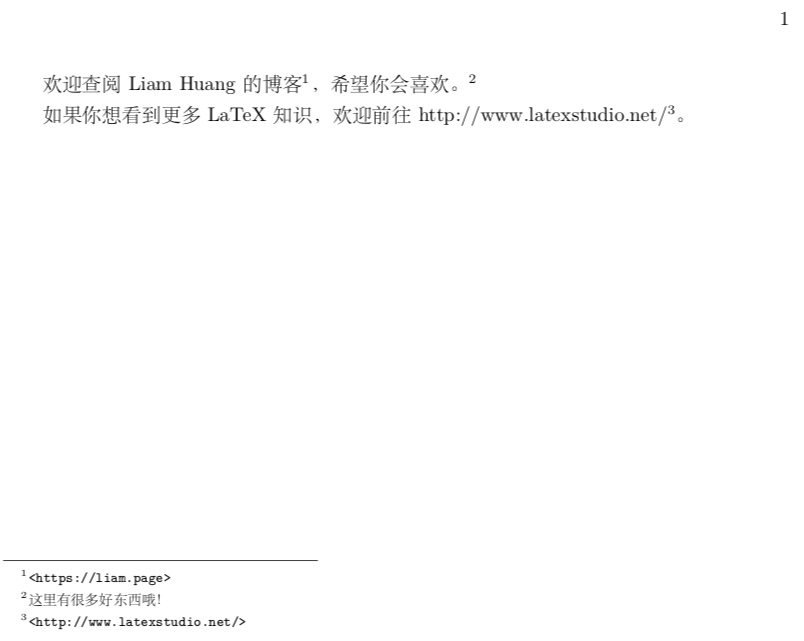 1
欢迎查阅 Liam Huang 的博客¹，希望你会喜欢。²
如果你想看到更多 LaTeX 知识，欢迎前往 http://www.latexstudio.net/³。
¹<https://liam.page>
²这里有很多好东西哦！
³<http://www.latexstudio.net/>